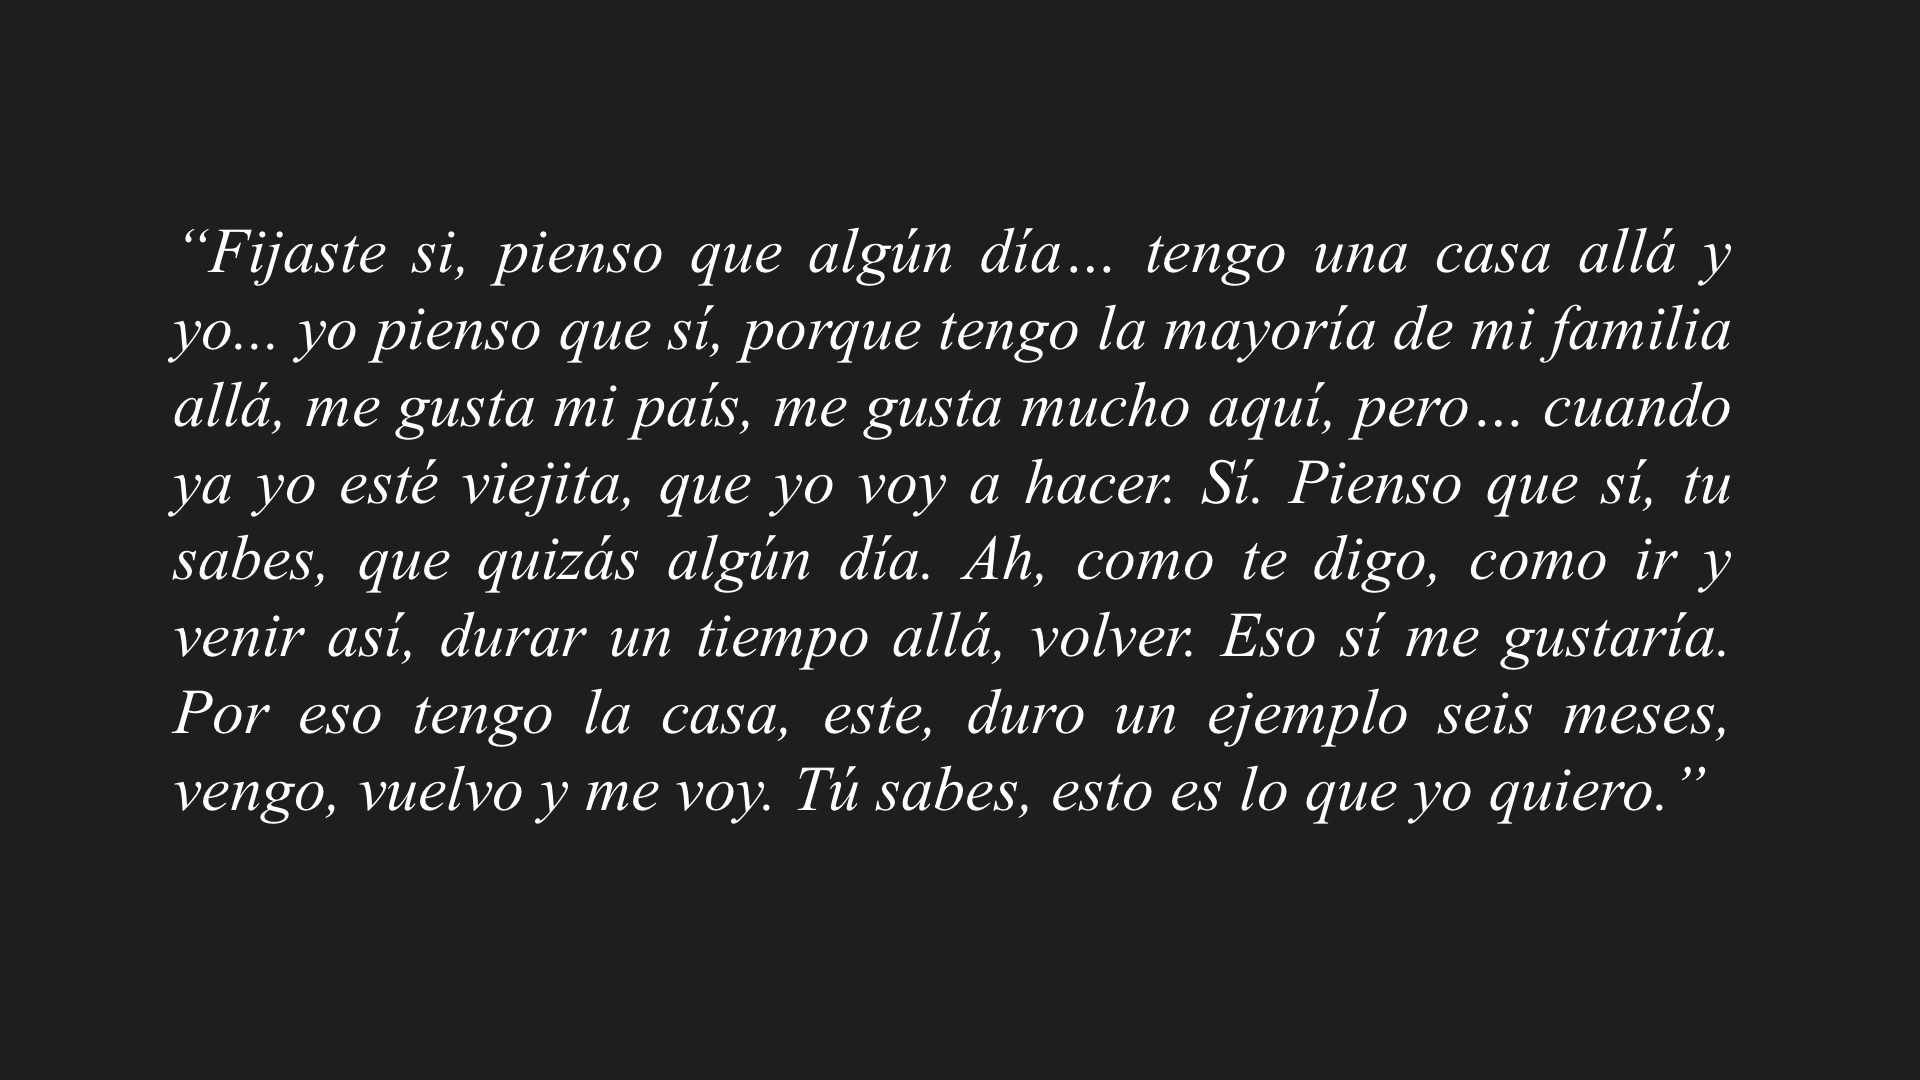 “Fijaste si, pienso que algún día… tengo una casa allá y
yo... yo pienso que sí, porque tengo la mayoría de mi familia
allá, me gusta mi país, me gusta mucho aquí, pero… cuando
ya yo esté viejita, que yo voy a hacer. Sí. Pienso que sí, tu
sabes, que quizás algún día. Ah, como te digo, como ir y
venir así, durar un tiempo allá, volver. Eso sí me gustaría.
Por eso tengo la casa, este, duro un ejemplo seis meses,
vengo, vuelvo y me voy. Tú sabes, esto es lo que yo quiero.”